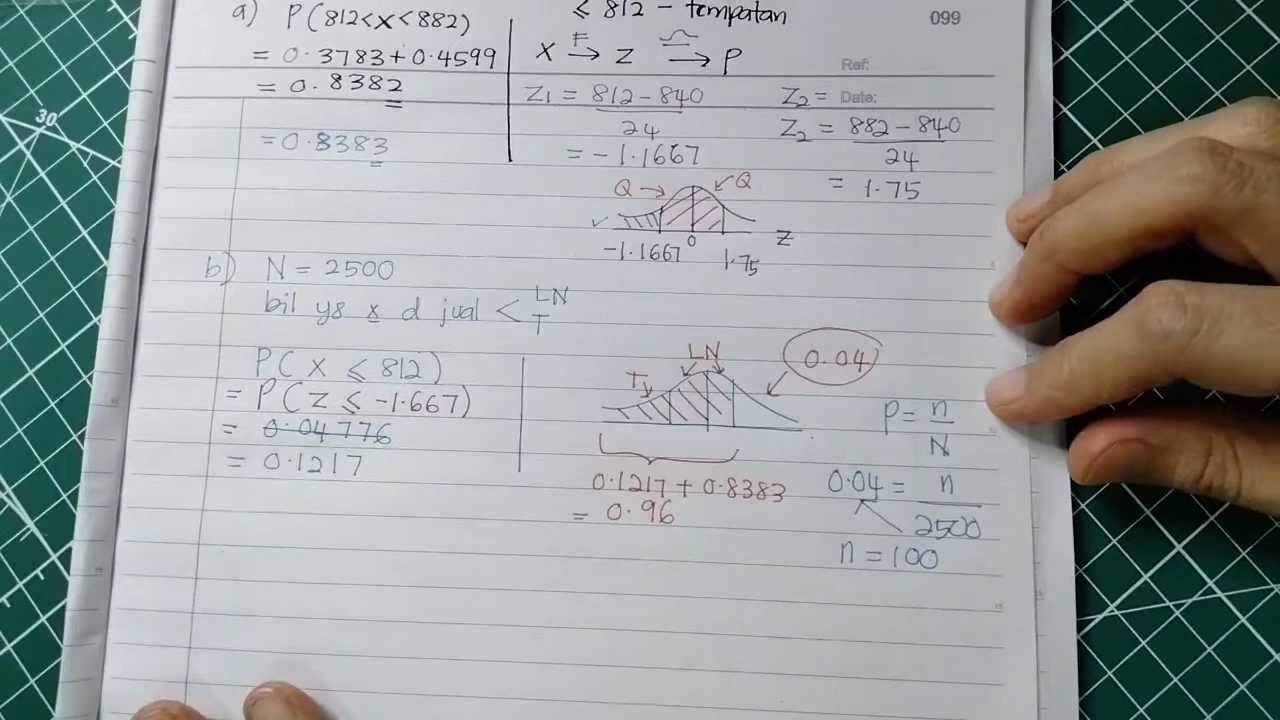 ≤ 812 - tempatan
099
a) P(812<x<882)
= 0.3783+0.4599
= 0.8382
= 0.8383
X F→ Z ⟶ P
Ref:
Z1 = 812-840
24
= -1.1667
Z2 = Date:
Z2 = 882-840
24
= 1.75
Q → ← Q
-1.1667 0 1.75 Z
b) N = 2500
bil yg x d jual < LN
T
P(X ≤ 812)
= P(Z ≤ -1.667)
= 0.04776
= 0.1217
T LN 0.04
0.1217 + 0.8383
= 0.96
P = n
N
0.04 = n
2500
n = 100
30